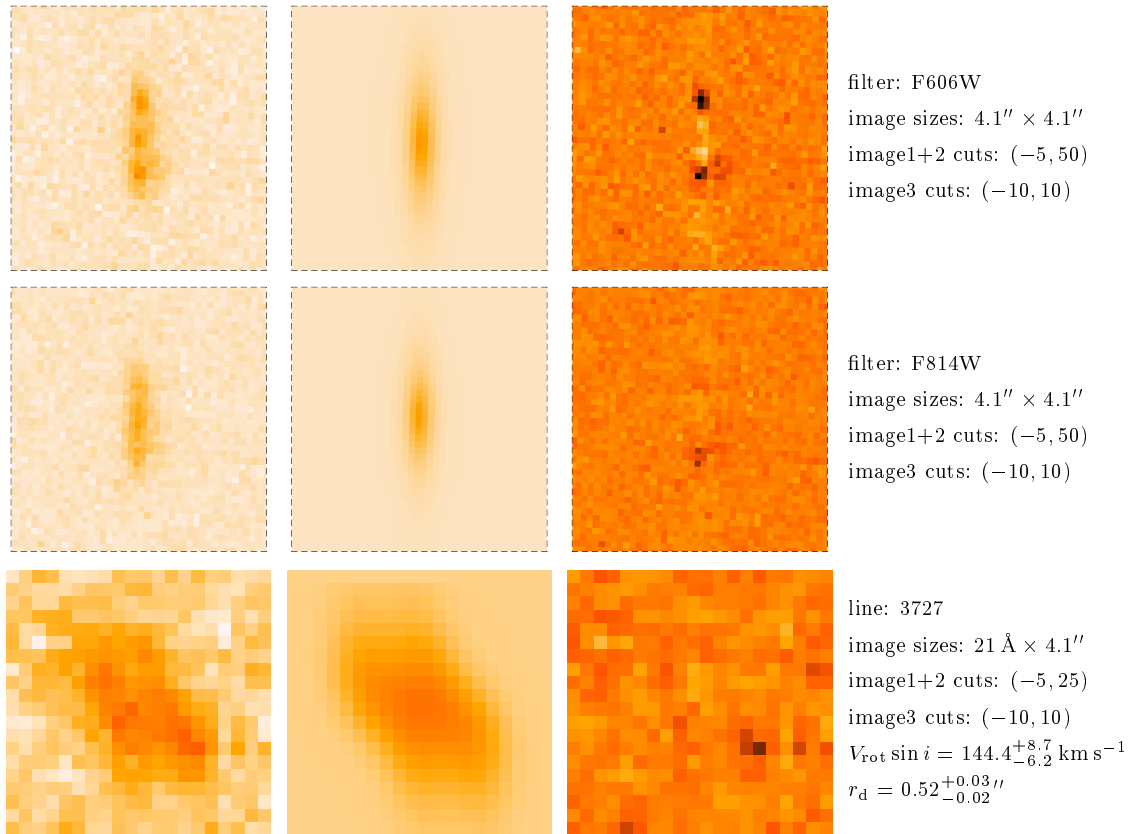 filter: F606W
image sizes: 4.1″ × 4.1″
image1+2 cuts: (−5, 50)
image3 cuts: (−10, 10)
filter: F814W
image sizes: 4.1″ × 4.1″
image1+2 cuts: (−5, 50)
image3 cuts: (−10, 10)
line: 3727
image sizes: 21 Å × 4.1″
image1+2 cuts: (−5, 25)
image3 cuts: (−10, 10)
V_rot sin i = 144.4^{+8.7}_{−6.2} km s^{−1}
r_d = 0.52^{+0.03}_{−0.02}″